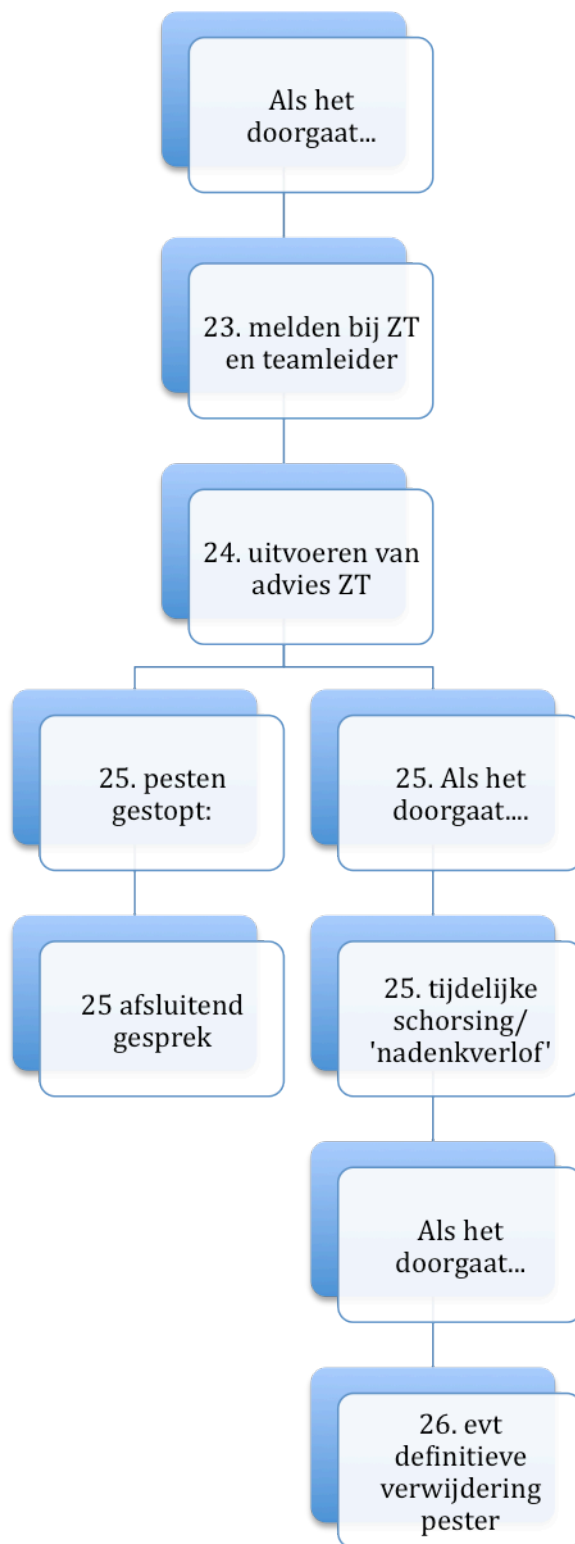 Als het
doorgaat...
23. melden bij ZT
en teamleider
24. uitvoeren van
advies ZT
25. pesten
gestopt:
25 afsluitend
gesprek
25. Als het
doorgaat....
25. tijdelijke
schorsing/
'nadenkverlof'
Als het
doorgaat...
26. evt
definitieve
verwijdering
pester